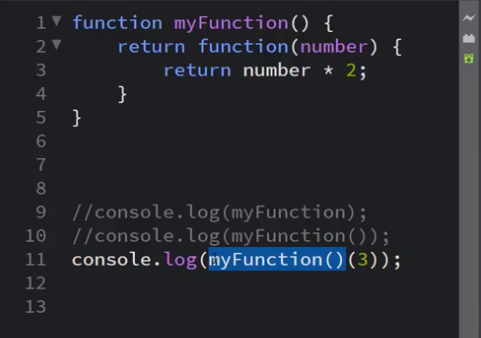 1 function myFunction() {
2     return function(number) {
3         return number * 2;
4     }
5 }
6
7
8
9 //console.log(myFunction);
10 //console.log(myFunction());
11 console.log(myFunction()(3));
12
13